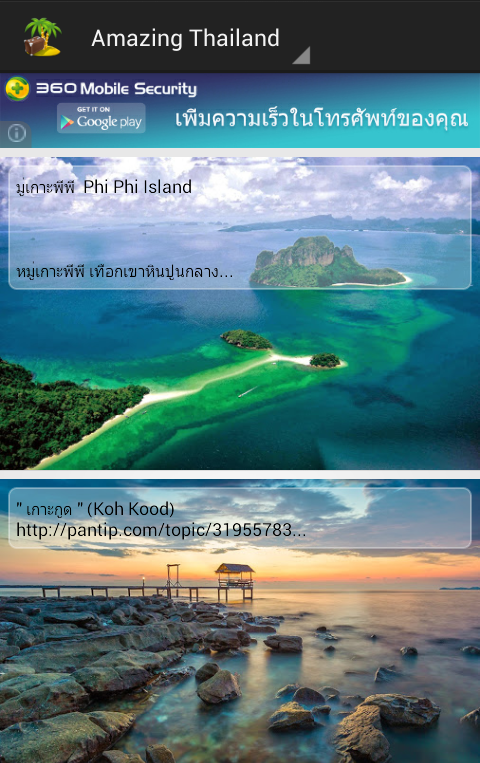 Amazing Thailand
360 Mobile Security
GET IT ON
Google play
เพิ่มความเร็วในโทรศัพท์ของคุณ
มู่เกาะพีพี Phi Phi Island
หมู่เกาะพีพี เทือกเขาหินปูนกลาง...
" เกาะกูด " (Koh Kood)
http://pantip.com/topic/31955783...